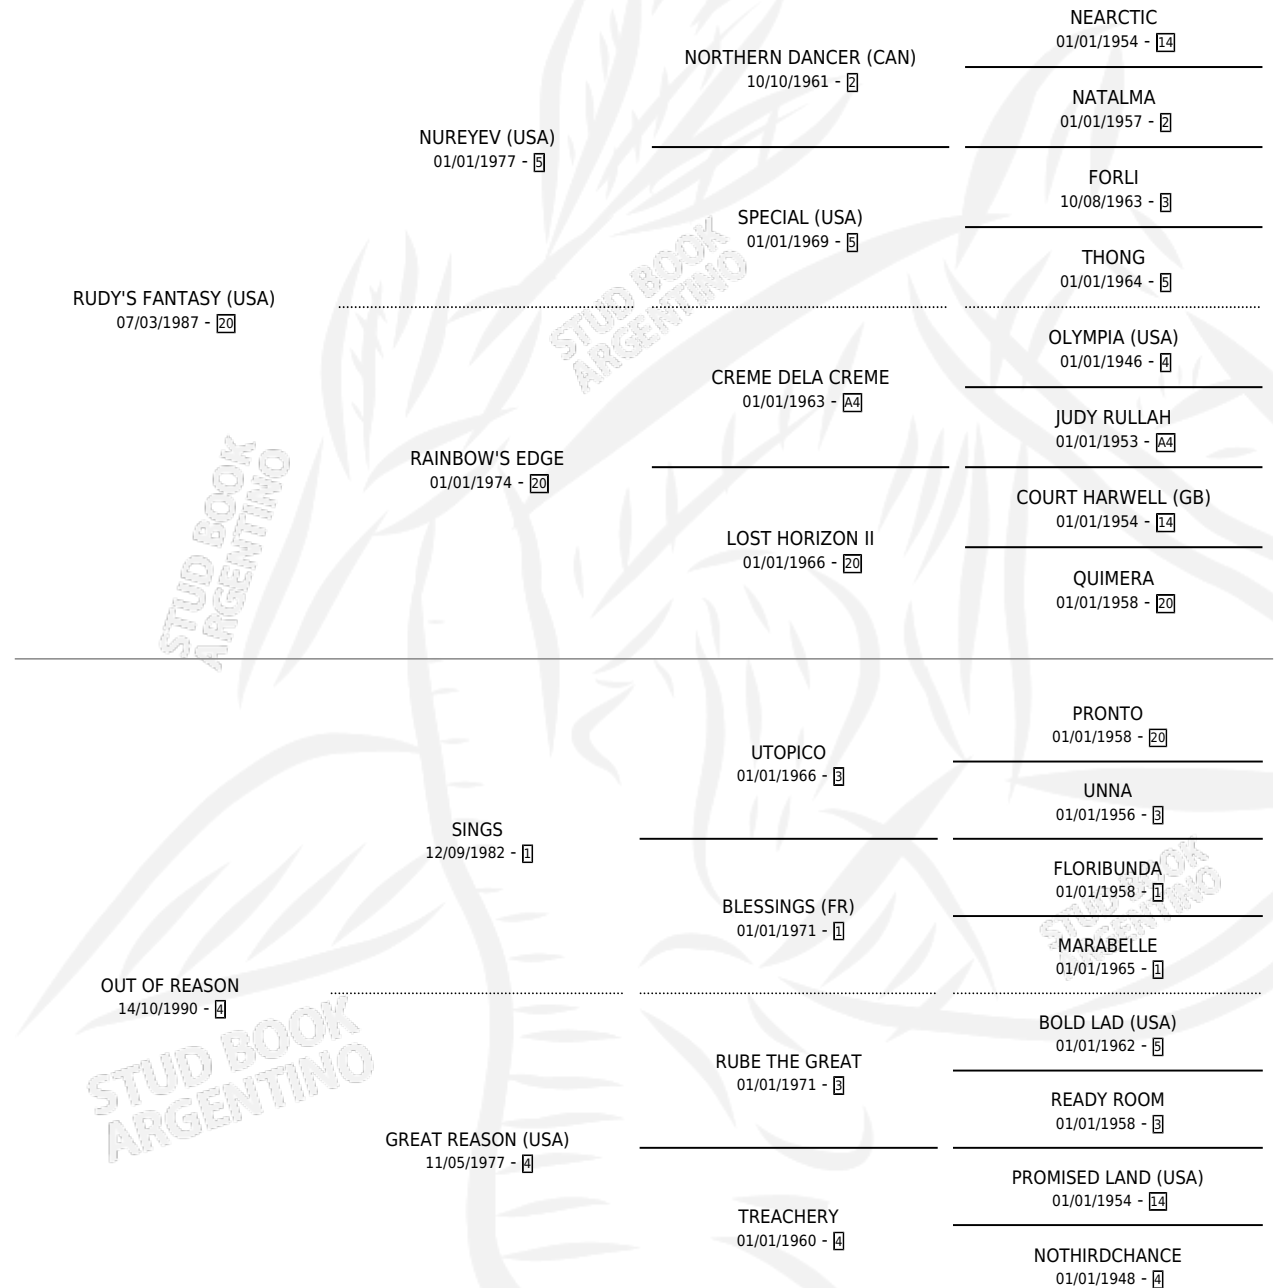 NEARCTIC
01/01/1954 - 14
NORTHERN DANCER (CAN)
10/10/1961 - 2
NATALMA
01/01/1957 - 2
NUREYEV (USA)
01/01/1977 - 5
FORLI
10/08/1963 - 3
SPECIAL (USA)
01/01/1969 - 5
THONG
01/01/1964 - 5
RUDY'S FANTASY (USA)
07/03/1987 - 20
OLYMPIA (USA)
01/01/1946 - 4
CREME DELA CREME
01/01/1963 - A4
JUDY RULLAH
01/01/1953 - A4
RAINBOW'S EDGE
01/01/1974 - 20
COURT HARWELL (GB)
01/01/1954 - 14
LOST HORIZON II
01/01/1966 - 20
QUIMERA
01/01/1958 - 20
PRONTO
01/01/1958 - 20
UTOPICO
01/01/1966 - 3
UNNA
01/01/1956 - 3
SINGS
12/09/1982 - 1
FLORIBUNDA
01/01/1958 - 1
BLESSINGS (FR)
01/01/1971 - 1
MARABELLE
01/01/1965 - 1
OUT OF REASON
14/10/1990 - 4
BOLD LAD (USA)
01/01/1962 - 5
RUBE THE GREAT
01/01/1971 - 3
READY ROOM
01/01/1958 - 3
GREAT REASON (USA)
11/05/1977 - 4
PROMISED LAND (USA)
01/01/1954 - 14
TREACHERY
01/01/1960 - 4
NOTHIRDCHANCE
01/01/1948 - 4
STUD BOOK
ARGENTINO
STUD BOOK
ARGENTINO
STUD BOOK
ARGENTINO
STUD BOOK
ARGENTINO